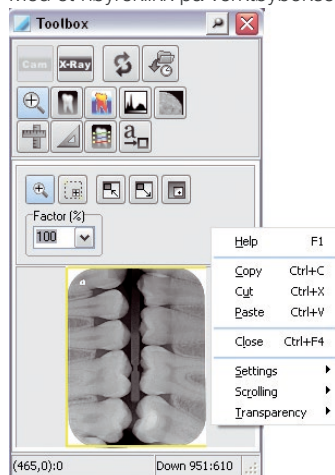 Toolbox
Cam
X-Ray
a
Factor (%)
100
Help F1
Copy Ctrl+C
Cut Ctrl+X
Paste Ctrl+V
Close Ctrl+F4
Settings
Scrolling
Transparency
(465,0):0 Down 951:610